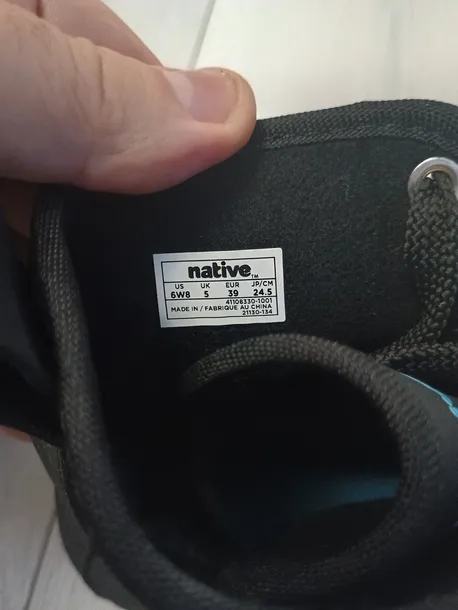 native™
US UK EUR JP/CM
6W8 5 39 24.5
41108330-1001
MADE IN / FABRIQUE AU CHINA
21130-134